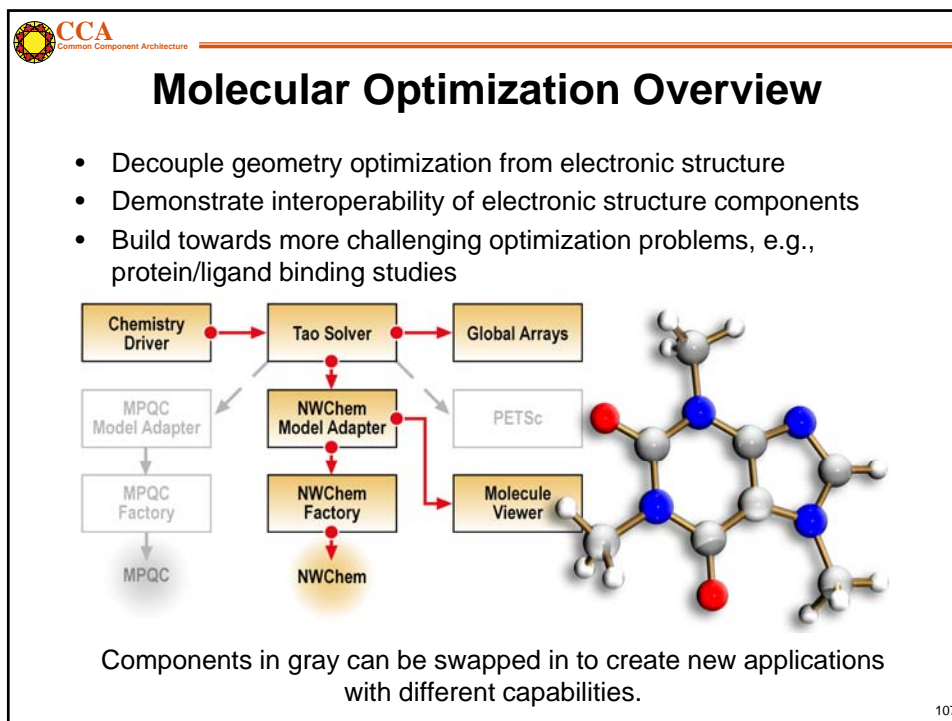 CCA
Common Component Architecture
Molecular Optimization Overview
• Decouple geometry optimization from electronic structure
• Demonstrate interoperability of electronic structure components
• Build towards more challenging optimization problems, e.g.,
protein/ligand binding studies
Chemistry
Driver
Tao Solver
Global Arrays
MPQC
Model Adapter
NWChem
Model Adapter
PETSc
MPQC
Factory
NWChem
Factory
Molecule
Viewer
MPQC
NWChem
Components in gray can be swapped in to create new applications
with different capabilities.